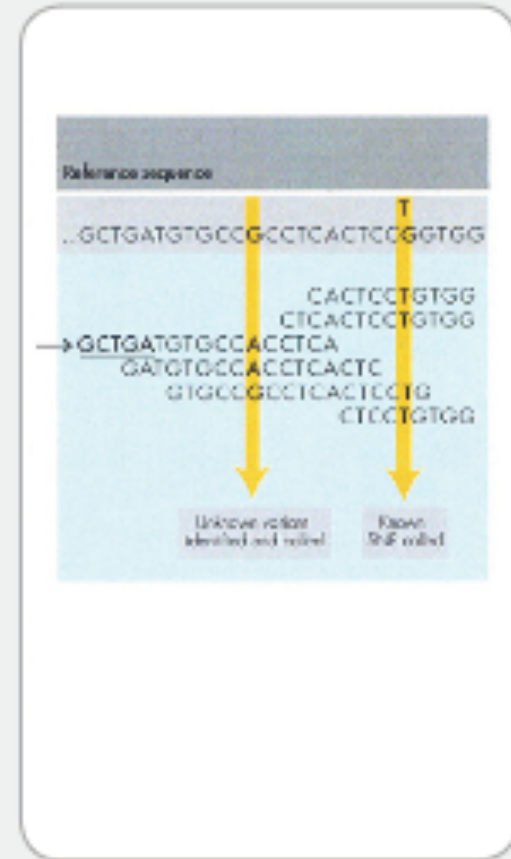 Reference sequence
T
..GCTGATGTGCCGCCTCACTCCGGTGG
CACTCCTGTGG
CTCACTCCTGTGG
GCTGATGTGCCACCTCA
GATGTGCCACCTCACTC
GTGCCGCCTCACTCCTG
CTCCTGTGG
Unknown variant
identified and called
Known
SNP called